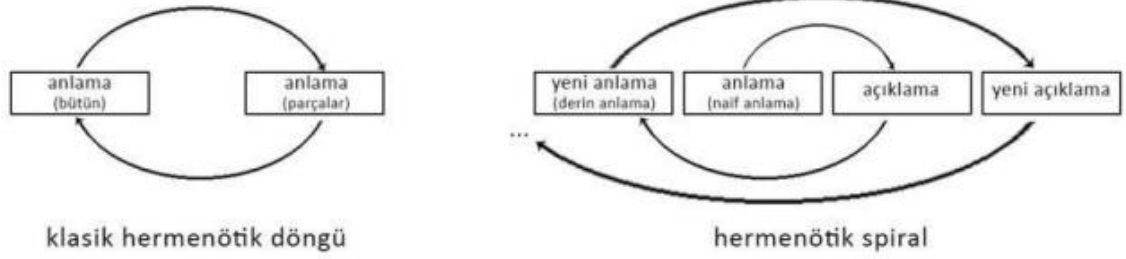 anlama
(bütün)
anlama
(parçalar)
klasik hermenötik döngü
yeni anlama
(derin anlama)
anlama
(naif anlama)
açıklama
yeni açıklama
...
hermenötik spiral